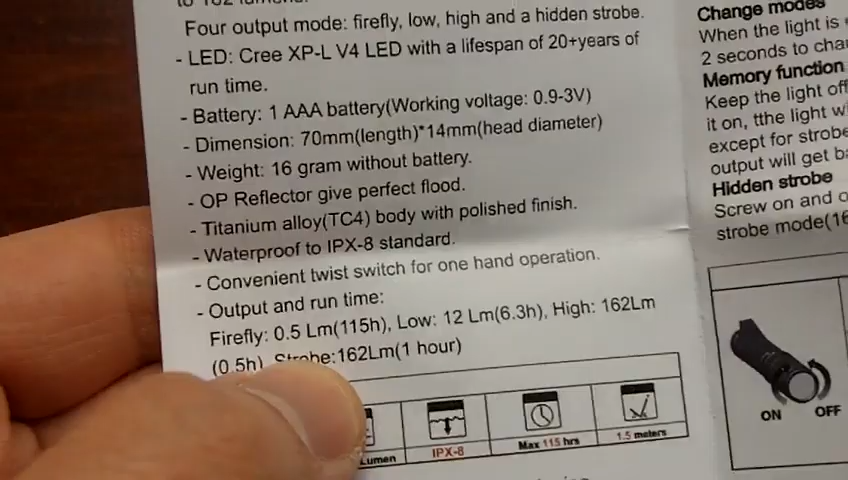 to 162 lumens.
Four output mode: firefly, low, high and a hidden strobe.
- LED: Cree XP-L V4 LED with a lifespan of 20+years of
run time.
- Battery: 1 AAA battery(Working voltage: 0.9-3V)
- Dimension: 70mm(length)*14mm(head diameter)
- Weight: 16 gram without battery.
- OP Reflector give perfect flood.
- Titanium alloy(TC4) body with polished finish.
- Waterproof to IPX-8 standard.
- Convenient twist switch for one hand operation.
- Output and run time:
Firefly: 0.5 Lm(115h), Low: 12 Lm(6.3h), High: 162Lm
(0.5h), Strobe:162Lm(1 hour)
Lumen
IPX-8
Max 115 hrs
1.5 meters
Change modes
When the light is
2 seconds to
Memory function
Keep the light off
it on, tthe light
except for strobe
output will get
Hidden strobe
Screw on and
strobe mode(
ON
OFF